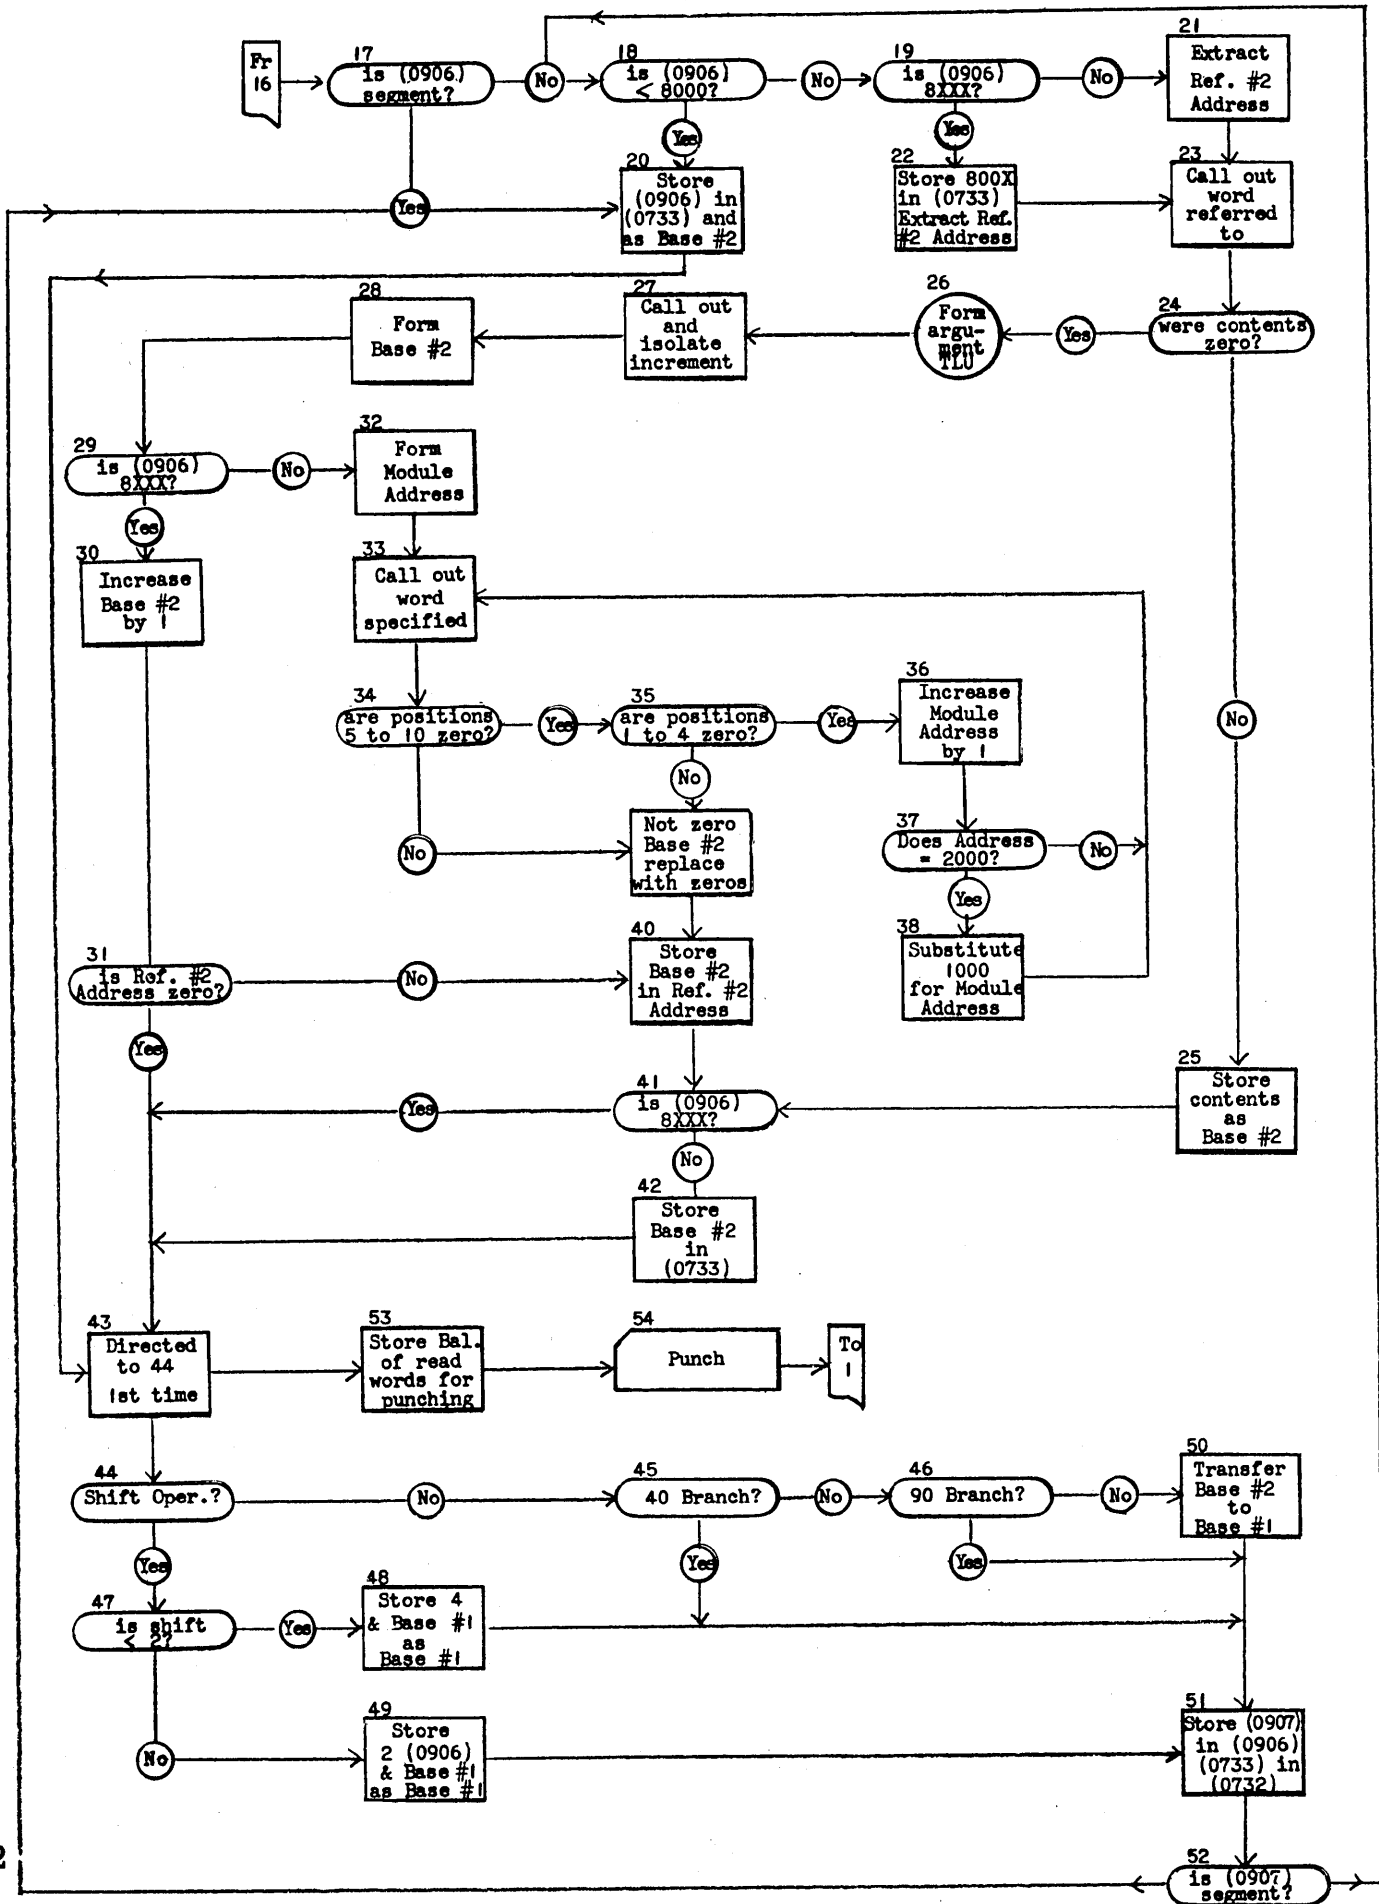 Fr
16
17
is (0906)
segment?
No
18
is (0906)
< 8000?
No
19
is (0906)
8XXX?
No
21
Extract
Ref. #2
Address
Yes
Yes
Yes
20
Store
(0906) in
(0733) and
as Base #2
22
Store 800X
in (0733)
Extract Ref.
#2 Address
23
Call out
word
referred
to
28
Form
Base #2
27
Call out
and
isolate
increment
26
Form
argu-
ment
TLU
Yes
24
were contents
zero?
29
is (0906)
8XXX?
No
32
Form
Module
Address
Yes
30
Increase
Base #2
by 1
33
Call out
word
specified
34
are positions
5 to 10 zero?
Yes
35
are positions
1 to 4 zero?
Yes
36
Increase
Module
Address
by 1
No
No
No
Not zero
Base #2
replace
with zeros
37
Does Address
= 2000?
No
Yes
38
Substitute
1000
for Module
Address
31
is Ref. #2
Address zero?
No
40
Store
Base #2
in Ref. #2
Address
Yes
41
is (0906)
8XXX?
Yes
25
Store
contents
as
Base #2
No
42
Store
Base #2
in
(0733)
43
Directed
to 44
1st time
53
Store Bal.
of read
words for
punching
54
Punch
To
1
44
Shift Oper.?
No
45
40 Branch?
No
46
90 Branch?
No
50
Transfer
Base #2
to
Base #1
Yes
Yes
Yes
47
is shift
< 2?
Yes
48
Store 4
& Base #1
as
Base #1
No
49
Store
2 (0906)
& Base #1
as Base #1
51
Store (0907)
in (0906)
(0733) in
(0732)
52
is (0907)
segment?
2